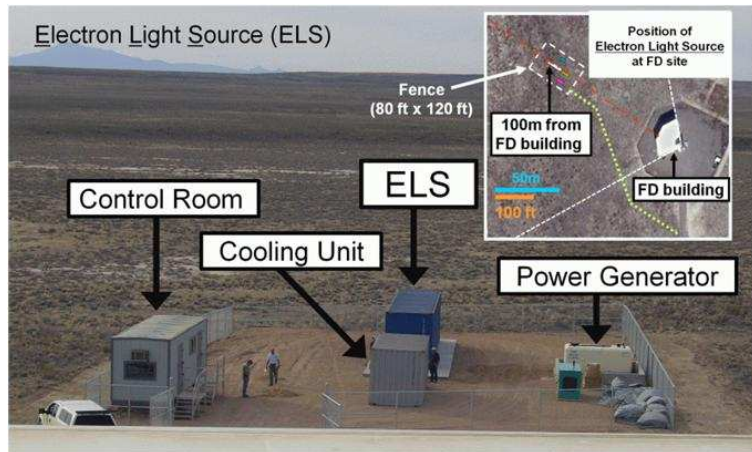 Electron Light Source (ELS)
Position of
Electron Light Source
at FD site
Fence
(80 ft x 120 ft)
100m from
FD building
50m
100 ft
FD building
Control Room
ELS
Cooling Unit
Power Generator